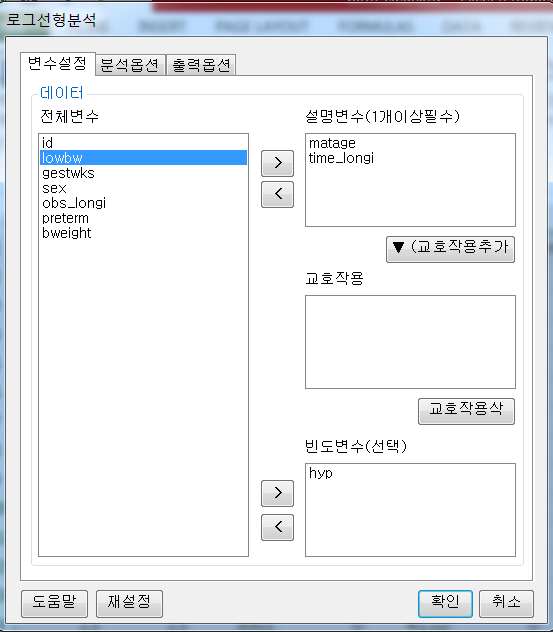 로그선형분석
변수설정 분석옵션 출력옵션
데이터
전체변수
id
lowbw
gestwks
sex
obs_longi
preterm
bweight
>
<
설명변수(1개이상필수)
matage
time_longi
▼ (교호작용추가
교호작용
교호작용삭
빈도변수(선택)
>
<
hyp
도움말 재설정 확인 취소